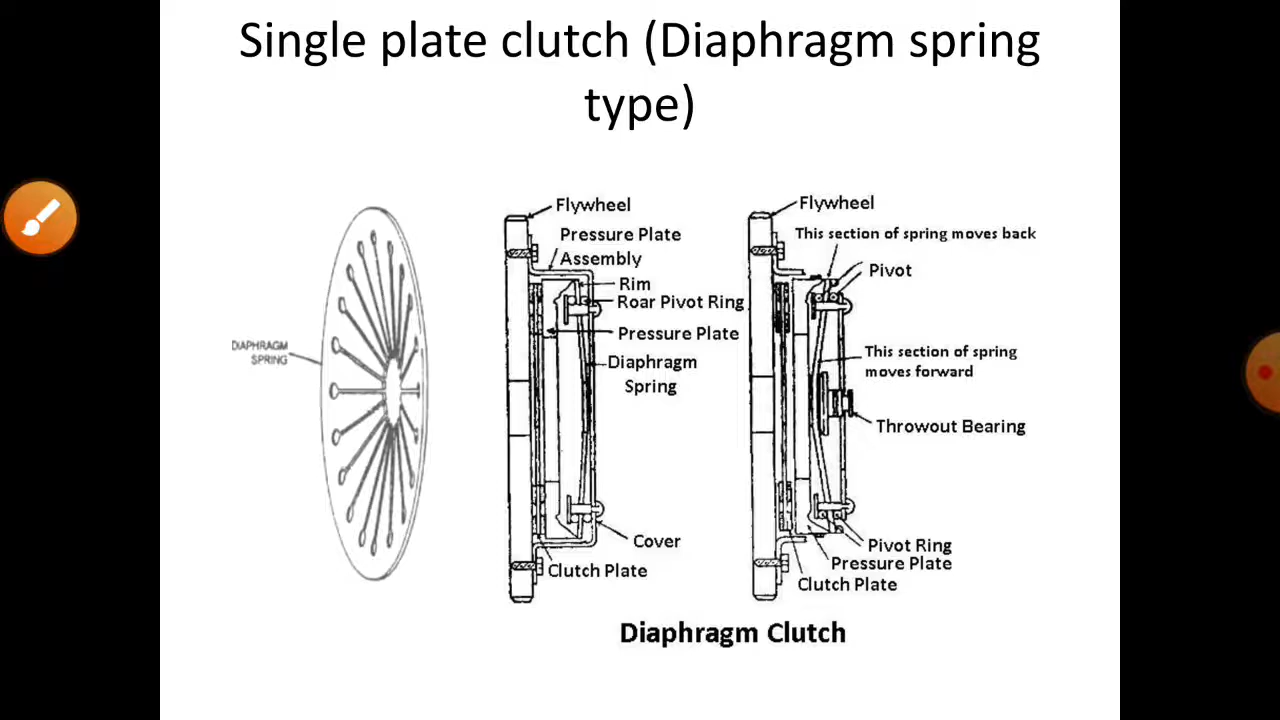 Single plate clutch (Diaphragm spring
type)
DIAPHRAGM
SPRING
Flywheel
Pressure Plate
Assembly
Rim
Roar Pivot Ring
Pressure Plate
Diaphragm
Spring
Cover
Clutch Plate
Flywheel
This section of spring moves back
Pivot
This section of spring
moves forward
Throwout Bearing
Pivot Ring
Pressure Plate
Clutch Plate
Diaphragm Clutch